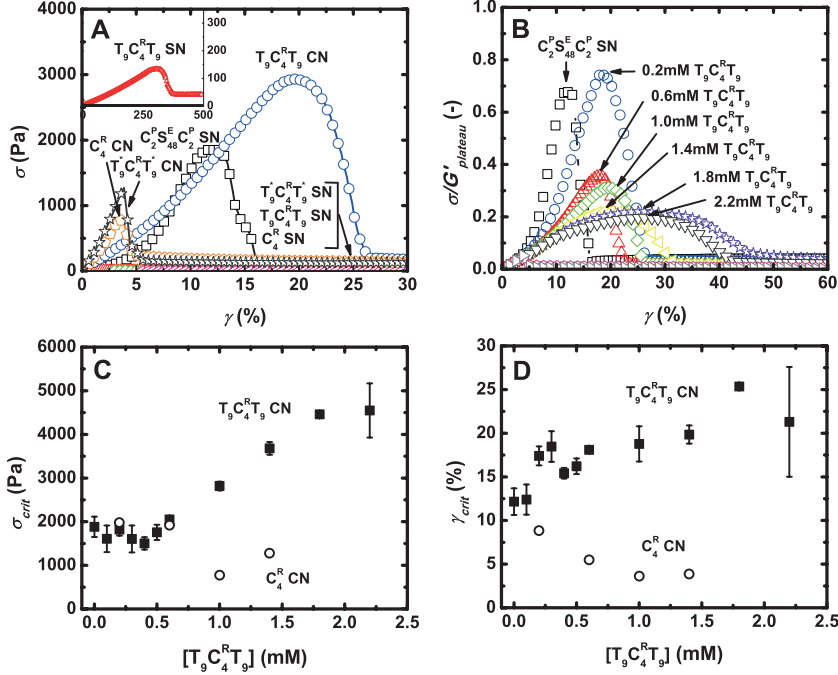 A
T₉C₄ᴿT₉ SN
300
200
100
0
0 250 500
T₉C₄ᴿT₉ CN
C₂ᴾS₄₈ᴱC₂ᴾ SN
C₄ᴿ CN
T*₉C₄ᴿT*₉ CN
T*₉C₄ᴿT*₉ SN
T₉C₄ᴿT₉ SN
C₄ᴿ SN
4000
3000
2000
1000
0
σ (Pa)
0 5 10 15 20 25 30
γ (%)
B
C₂ᴾS₄₈ᴱC₂ᴾ SN
0.2mM T₉C₄ᴿT₉
0.6mM T₉C₄ᴿT₉
1.0mM T₉C₄ᴿT₉
1.4mM T₉C₄ᴿT₉
1.8mM T₉C₄ᴿT₉
2.2mM T₉C₄ᴿT₉
0.8
0.6
0.4
0.2
0.0
σ/G'plateau (-)
0 10 20 30 40 50 60
γ (%)
C
T₉C₄ᴿT₉ CN
C₄ᴿ CN
6000
5000
4000
3000
2000
1000
0
σcrit (Pa)
0.0 0.5 1.0 1.5 2.0 2.5
[T₉C₄ᴿT₉] (mM)
D
T₉C₄ᴿT₉ CN
C₄ᴿ CN
30
25
20
15
10
5
0
γcrit (%)
0.0 0.5 1.0 1.5 2.0 2.5
[T₉C₄ᴿT₉] (mM)